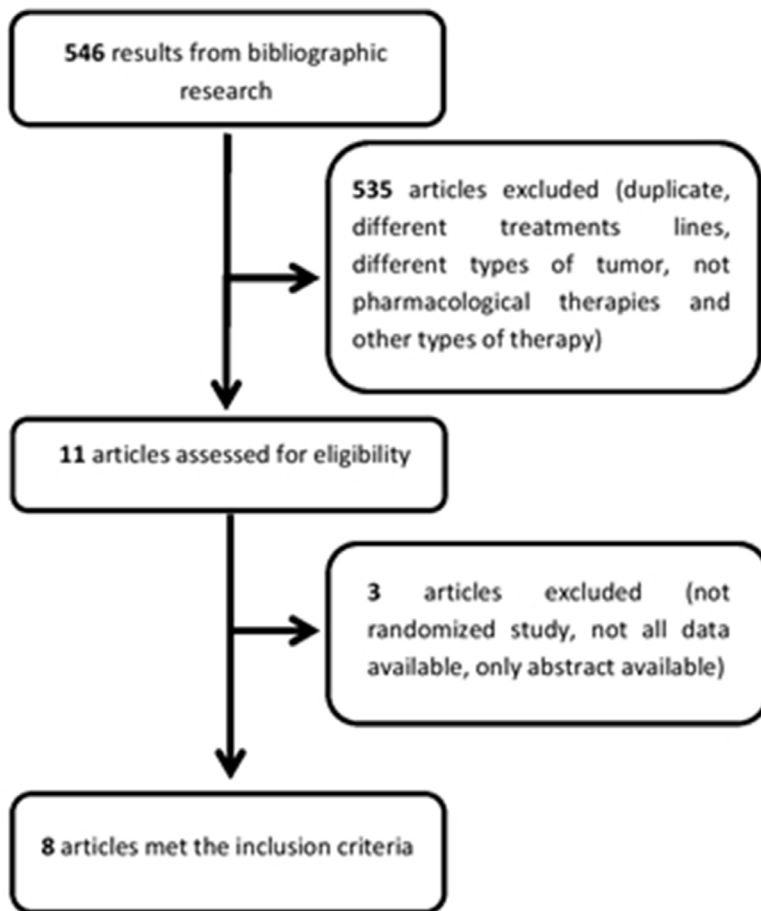 546 results from bibliographic
research
535 articles excluded (duplicate,
different treatments lines,
different types of tumor, not
pharmacological therapies and
other types of therapy)
11 articles assessed for eligibility
3 articles excluded (not
randomized study, not all data
available, only abstract available)
8 articles met the inclusion criteria